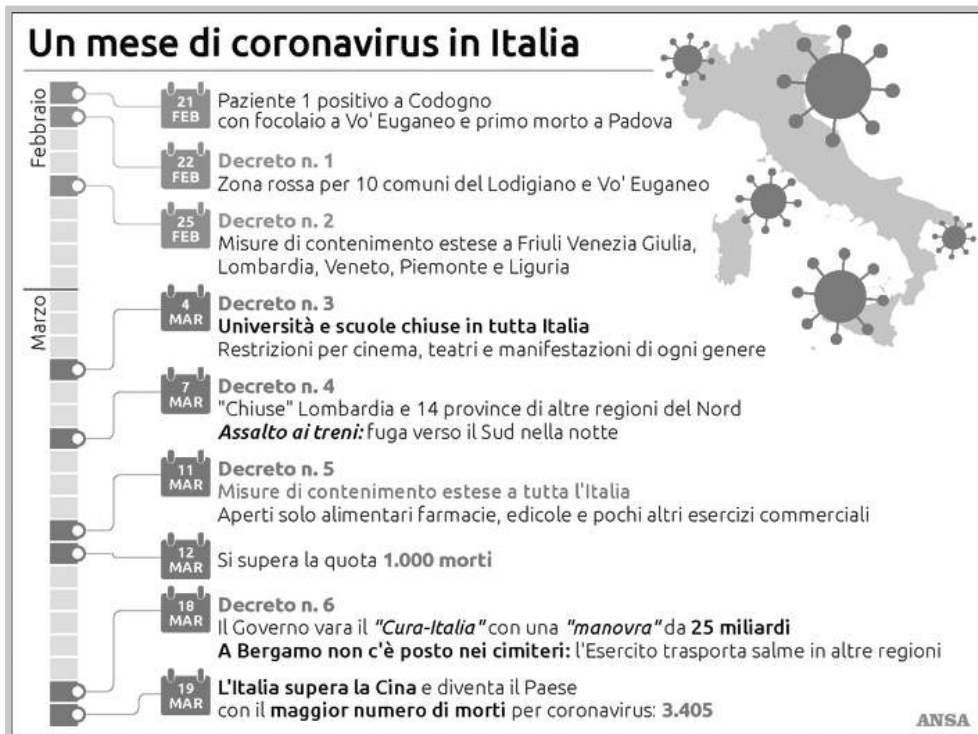 Un mese di coronavirus in Italia
Febbraio
21 FEB
Paziente 1 positivo a Codogno
con focolaio a Vo' Euganeo e primo morto a Padova
22 FEB
Decreto n. 1
Zona rossa per 10 comuni del Lodigiano e Vo' Euganeo
25 FEB
Decreto n. 2
Misure di contenimento estese a Friuli Venezia Giulia,
Lombardia, Veneto, Piemonte e Liguria
Marzo
4 MAR
Decreto n. 3
Università e scuole chiuse in tutta Italia
Restrizioni per cinema, teatri e manifestazioni di ogni genere
7 MAR
Decreto n. 4
"Chiuse" Lombardia e 14 province di altre regioni del Nord
Assalto ai treni: fuga verso il Sud nella notte
11 MAR
Decreto n. 5
Misure di contenimento estese a tutta l'Italia
Aperti solo alimentari farmacie, edicole e pochi altri esercizi commerciali
12 MAR
Si supera la quota 1.000 morti
18 MAR
Decreto n. 6
Il Governo vara il "Cura-Italia" con una "manovra" da 25 miliardi
A Bergamo non c'è posto nei cimiteri: l'Esercito trasporta salme in altre regioni
19 MAR
L'Italia supera la Cina e diventa il Paese
con il maggior numero di morti per coronavirus: 3.405
ANSA